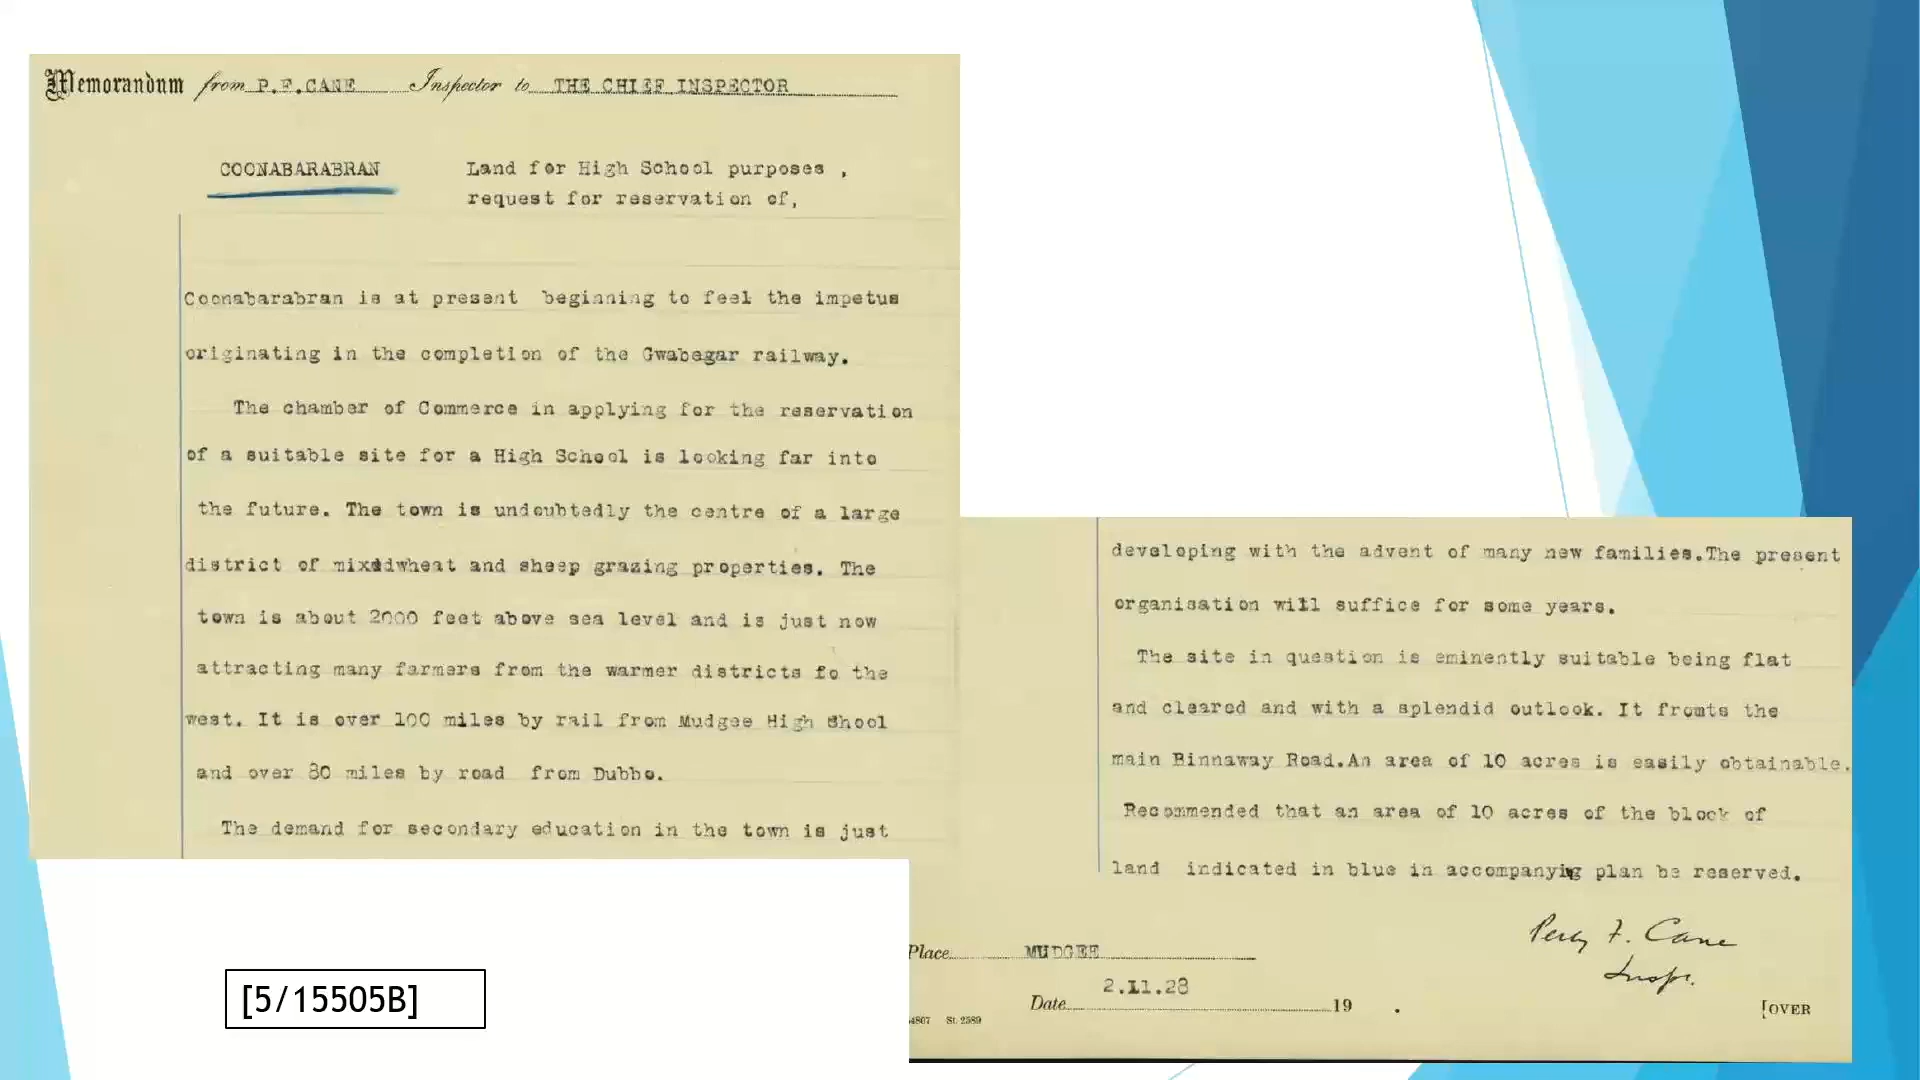 Memorandum from P.F.CANE Inspector to THE CHIEF INSPECTOR
COONABARABRAN Land for High School purposes ,
request for reservation of,
Coonabarabran is at present beginning to feel the impetus
originating in the completion of the Gwabegar railway.
The chamber of Commerce in applying for the reservation
of a suitable site for a High School is looking far into
the future. The town is undoubtedly the centre of a large
district of mixedwheat and sheep grazing properties. The
town is about 2000 feet above sea level and is just now
attracting many farmers from the warmer districts fo the
west. It is over 100 miles by rail from Mudgee High Shool
and over 80 miles by road from Dubbo.
The demand for secondary education in the town is just
developing with the advent of many new families.The present
organisation will suffice for some years.
The site in question is eminently suitable being flat
and cleared and with a splendid outlook. It fronts the
main Binnaway Road.An area of 10 acres is easily obtainable.
Recommended that an area of 10 acres of the block of
land indicated in blue in accompanyig plan be reserved.
Percy F. Cane
Inspr.
Place MUDGEE
Date 2.11.28 19 .
4867 St. 2589
[OVER
[5/15505B]